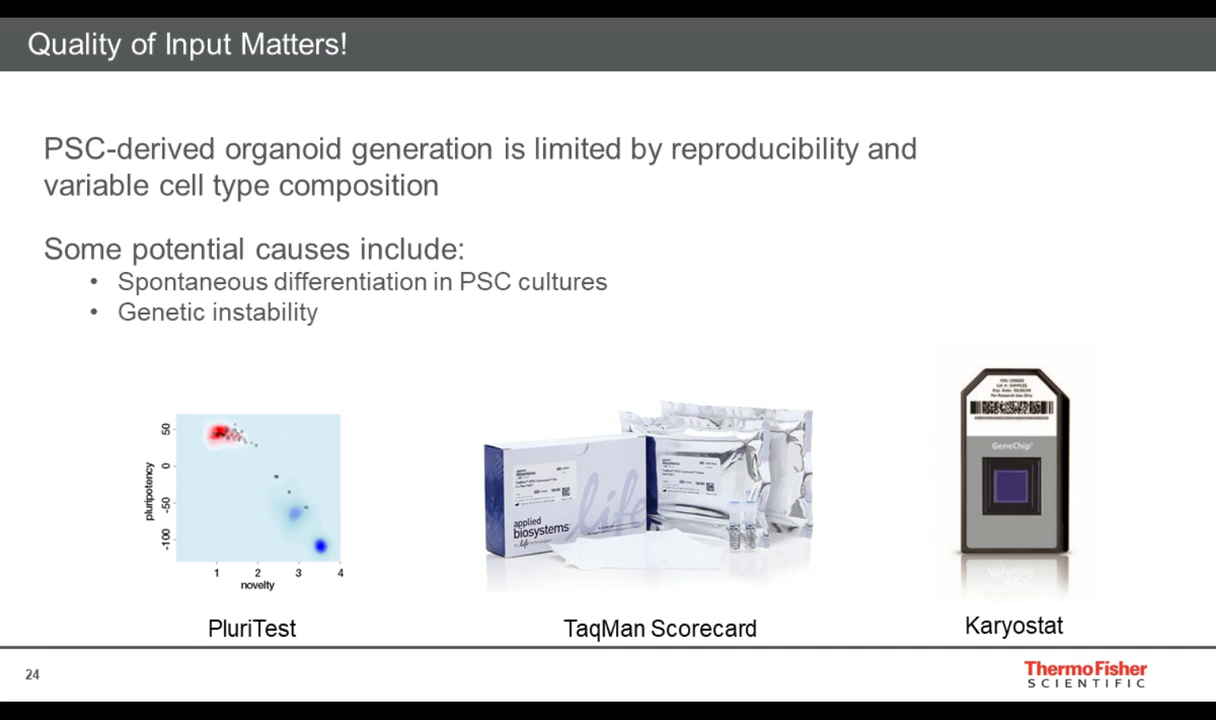 Quality of Input Matters!
PSC-derived organoid generation is limited by reproducibility and
variable cell type composition
Some potential causes include:
• Spontaneous differentiation in PSC cultures
• Genetic instability
50
0
-50
-100
pluripotency
1 2 3 4
novelty
PluriTest
applied
biosystems
life
life
TaqMan Scorecard
GeneChip
Karyostat
24
ThermoFisher
SCIENTIFIC